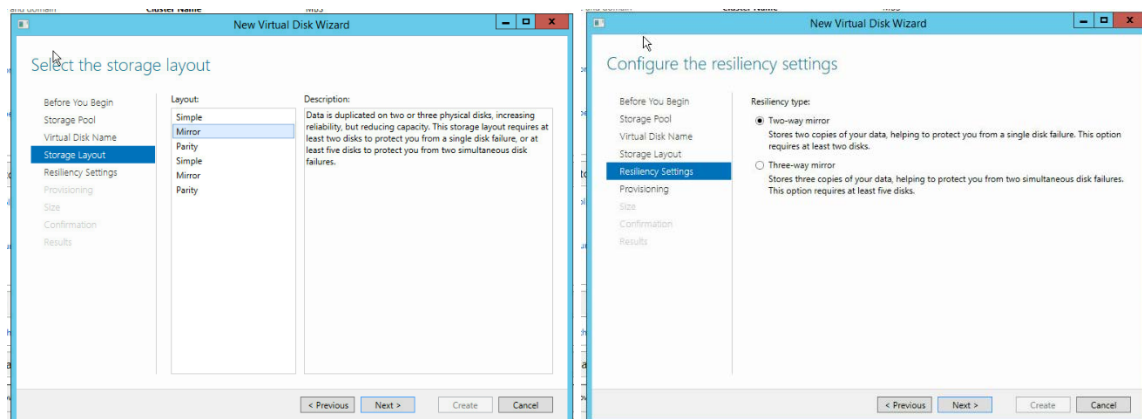 Cluster Name
New Virtual Disk Wizard
Select the storage layout
Before You Begin
Storage Pool
Virtual Disk Name
Storage Layout
Resiliency Settings
Provisioning
Size
Confirmation
Results
Layout:
Simple
Mirror
Parity
Simple
Mirror
Parity
Description:
Data is duplicated on two or three physical disks, increasing
reliability, but reducing capacity. This storage layout requires at
least two disks to protect you from a single disk failure, or at
least five disks to protect you from two simultaneous disk
failures.
< Previous
Next >
Create
Cancel
New Virtual Disk Wizard
Configure the resiliency settings
Before You Begin
Storage Pool
Virtual Disk Name
Storage Layout
Resiliency Settings
Provisioning
Size
Confirmation
Results
Resiliency type:
Two-way mirror
Stores two copies of your data, helping to protect you from a single disk failure. This option
requires at least two disks.
Three-way mirror
Stores three copies of your data, helping to protect you from two simultaneous disk failures.
This option requires at least five disks.
< Previous
Next >
Create
Cancel